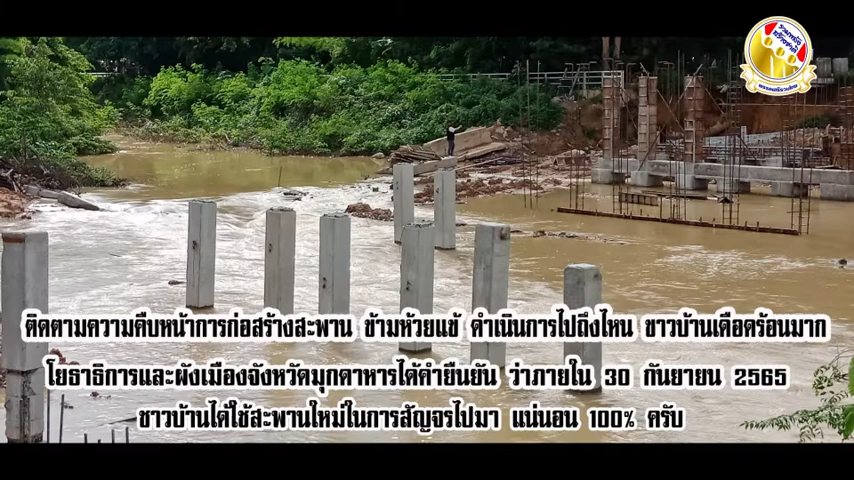 ติดตามความคืบหน้าการก่อสร้างสะพาน ข้ามห้วยแข้ ดำเนินการไปถึงไหน ชาวบ้านเดือดร้อนมาก
โยธาธิการและผังเมืองจังหวัดมุกดาหารได้คำยืนยัน ว่าภายใน 30 กันยายน 2565
ชาวบ้านได้ใช้สะพานใหม่ในการสัญจรไปมา แน่นอน 100% ครับ